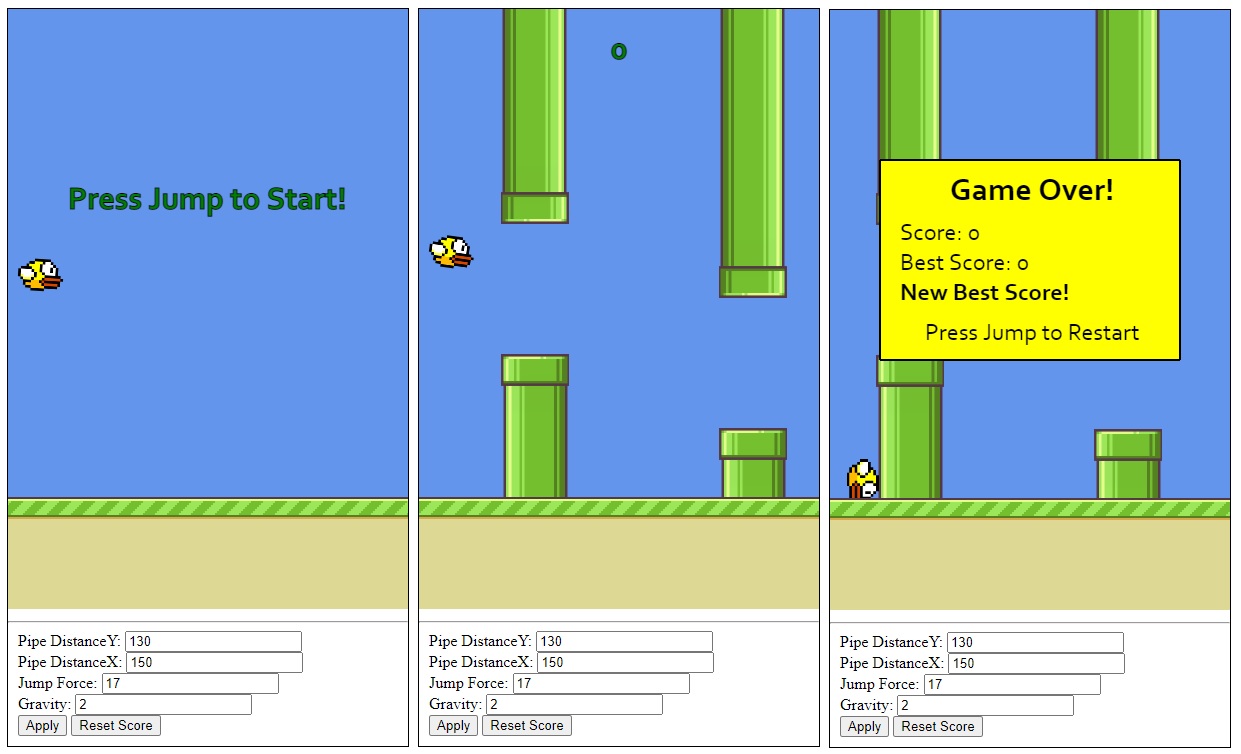 Press Jump to Start!
Pipe DistanceY: 130
Pipe DistanceX: 150
Jump Force: 17
Gravity: 2
Apply Reset Score
0
Pipe DistanceY: 130
Pipe DistanceX: 150
Jump Force: 17
Gravity: 2
Apply Reset Score
Game Over!
Score: 0
Best Score: 0
New Best Score!
Press Jump to Restart
Pipe DistanceY: 130
Pipe DistanceX: 150
Jump Force: 17
Gravity: 2
Apply Reset Score